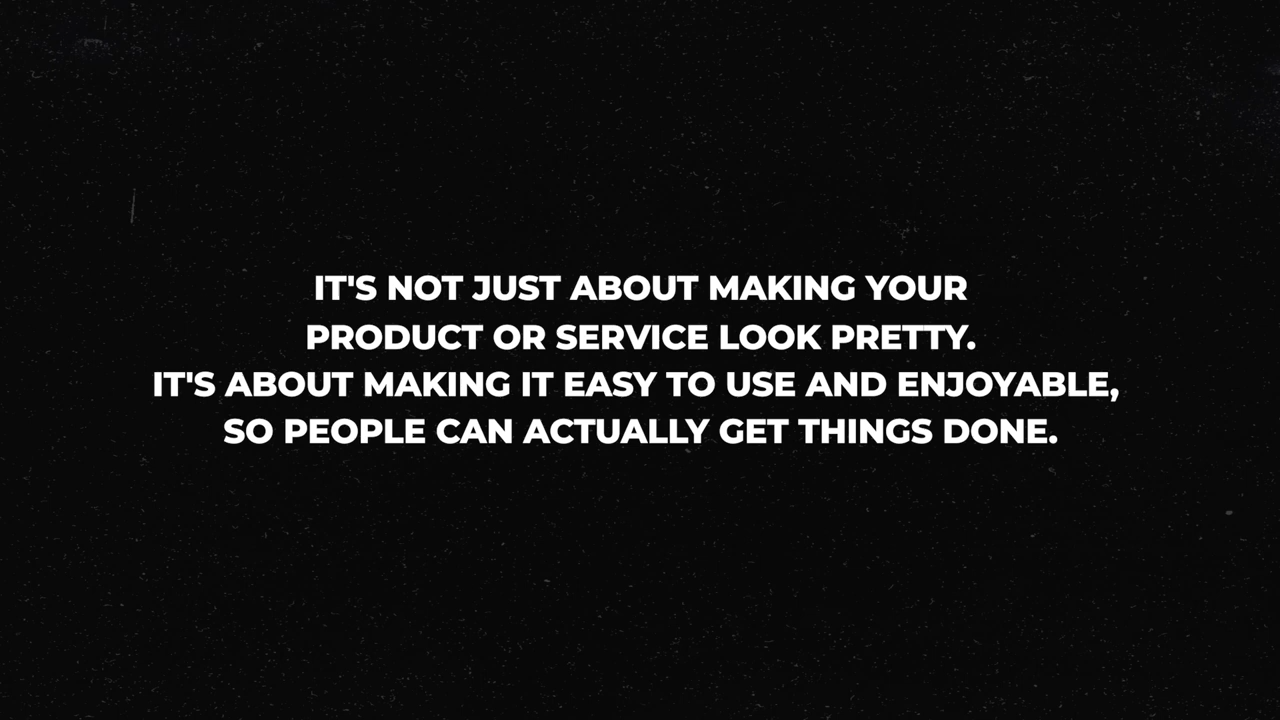 IT'S NOT JUST ABOUT MAKING YOUR
PRODUCT OR SERVICE LOOK PRETTY.
IT'S ABOUT MAKING IT EASY TO USE AND ENJOYABLE,
SO PEOPLE CAN ACTUALLY GET THINGS DONE.